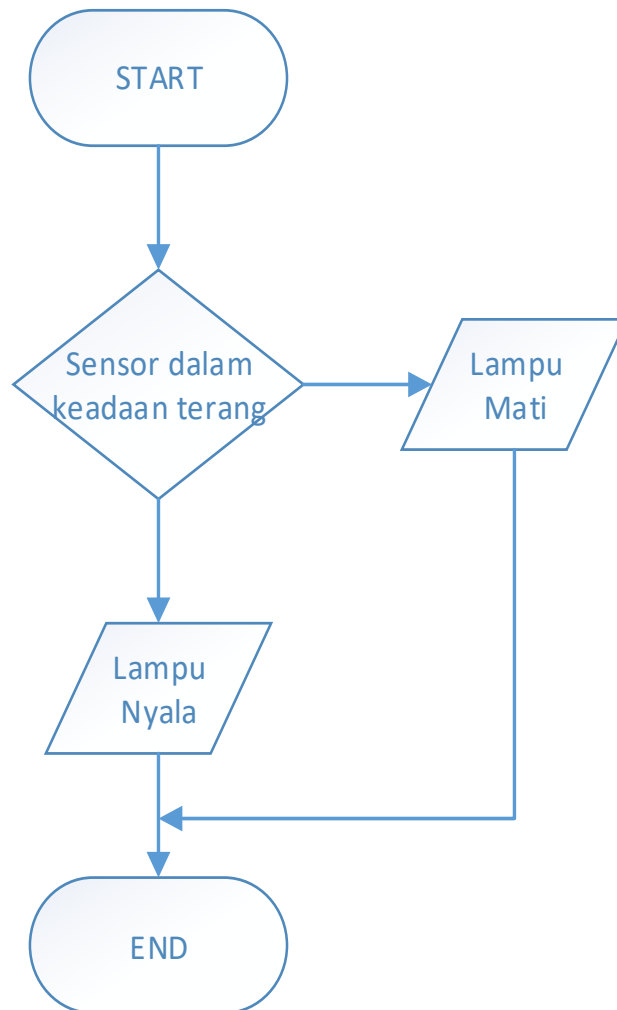 START
Sensor dalam
keadaan terang
Lampu
Mati
Lampu
Nyala
END